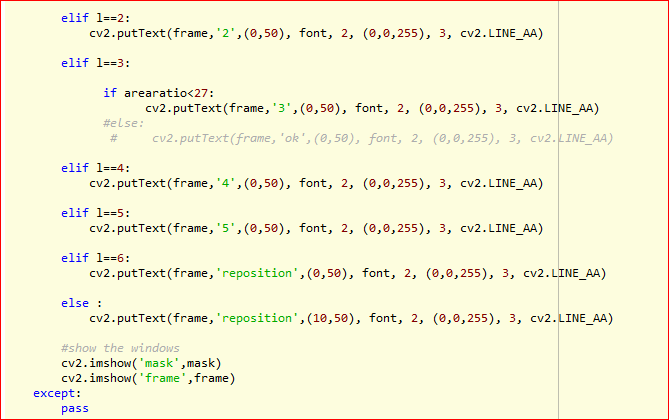 elif l==2:
cv2.putText(frame,'2',(0,50), font, 2, (0,0,255), 3, cv2.LINE_AA)
elif l==3:
if arearatio<27:
cv2.putText(frame,'3',(0,50), font, 2, (0,0,255), 3, cv2.LINE_AA)
#else:
#     cv2.putText(frame,'ok',(0,50), font, 2, (0,0,255), 3, cv2.LINE_AA)
elif l==4:
cv2.putText(frame,'4',(0,50), font, 2, (0,0,255), 3, cv2.LINE_AA)
elif l==5:
cv2.putText(frame,'5',(0,50), font, 2, (0,0,255), 3, cv2.LINE_AA)
elif l==6:
cv2.putText(frame,'reposition',(0,50), font, 2, (0,0,255), 3, cv2.LINE_AA)
else :
cv2.putText(frame,'reposition',(10,50), font, 2, (0,0,255), 3, cv2.LINE_AA)
#show the windows
cv2.imshow('mask',mask)
cv2.imshow('frame',frame)
except:
pass